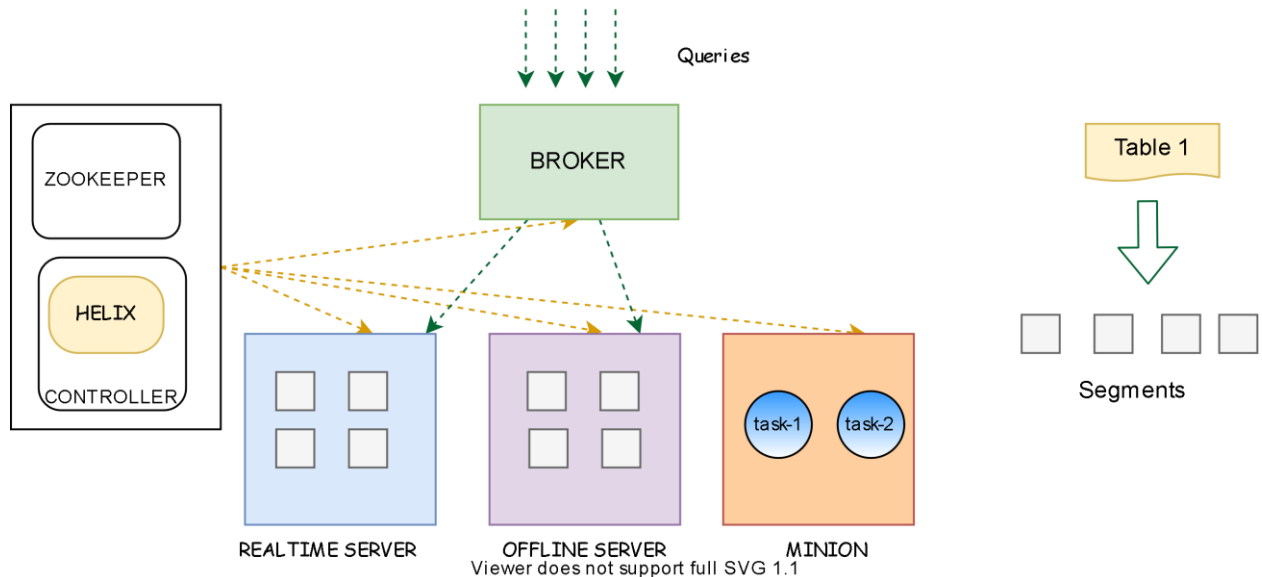 Queries
ZOOKEEPER
BROKER
Table 1
HELIX
CONTROLLER
task-1
task-2
Segments
REALTIME SERVER
OFFLINE SERVER
MINION
Viewer does not support full SVG 1.1